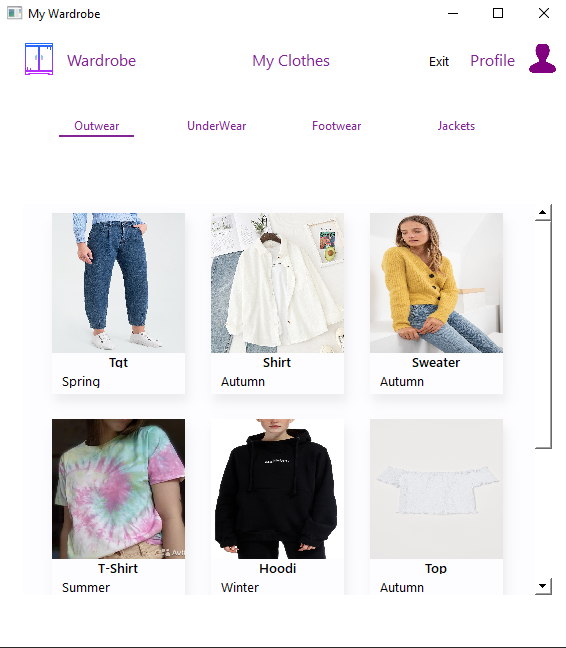 My Wardrobe
Wardrobe
My Clothes
Exit
Profile
Outwear
UnderWear
Footwear
Jackets
Tgt
Shirt
Sweater
Spring
Autumn
Autumn
T-Shirt
Hoodi
Top
Summer
Winter
Autumn